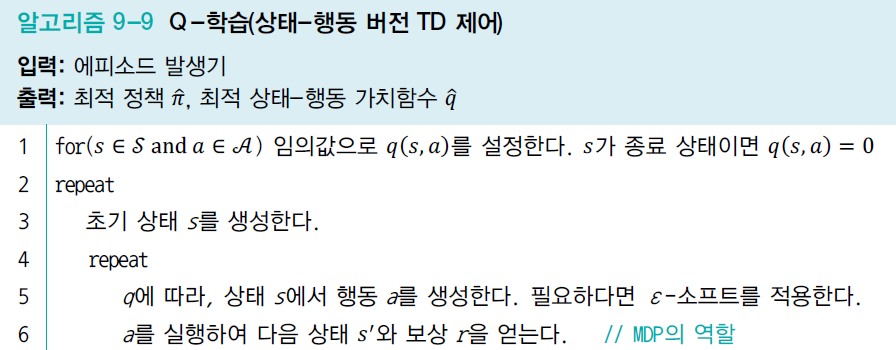 알고리즘 9-9 Q-학습(상태-행동 버전 TD 제어)
입력: 에피소드 발생기
출력: 최적 정책 π̂, 최적 상태-행동 가치함수 q̂
1 for(s ∈ 𝒮 and a ∈ 𝒜) 임의값으로 q(s,a)를 설정한다. s가 종료 상태이면 q(s,a) = 0
2 repeat
3 초기 상태 s를 생성한다.
4 repeat
5 q에 따라, 상태 s에서 행동 a를 생성한다. 필요하다면 ε-소프트를 적용한다.
6 a를 실행하여 다음 상태 s′와 보상 r을 얻는다. // MDP의 역할